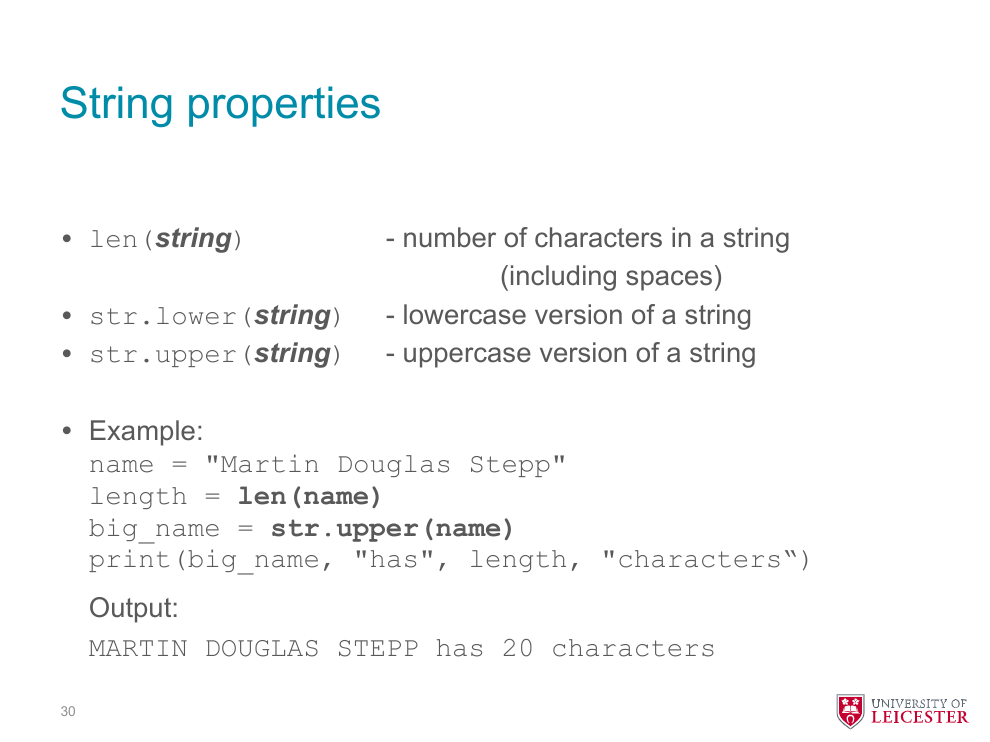 String properties
• len(string) - number of characters in a string
(including spaces)
• str.lower(string) - lowercase version of a string
• str.upper(string) - uppercase version of a string
• Example:
name = "Martin Douglas Stepp"
length = len(name)
big_name = str.upper(name)
print(big_name, "has", length, "characters“)
Output:
MARTIN DOUGLAS STEPP has 20 characters
30
UNIVERSITY OF
LEICESTER